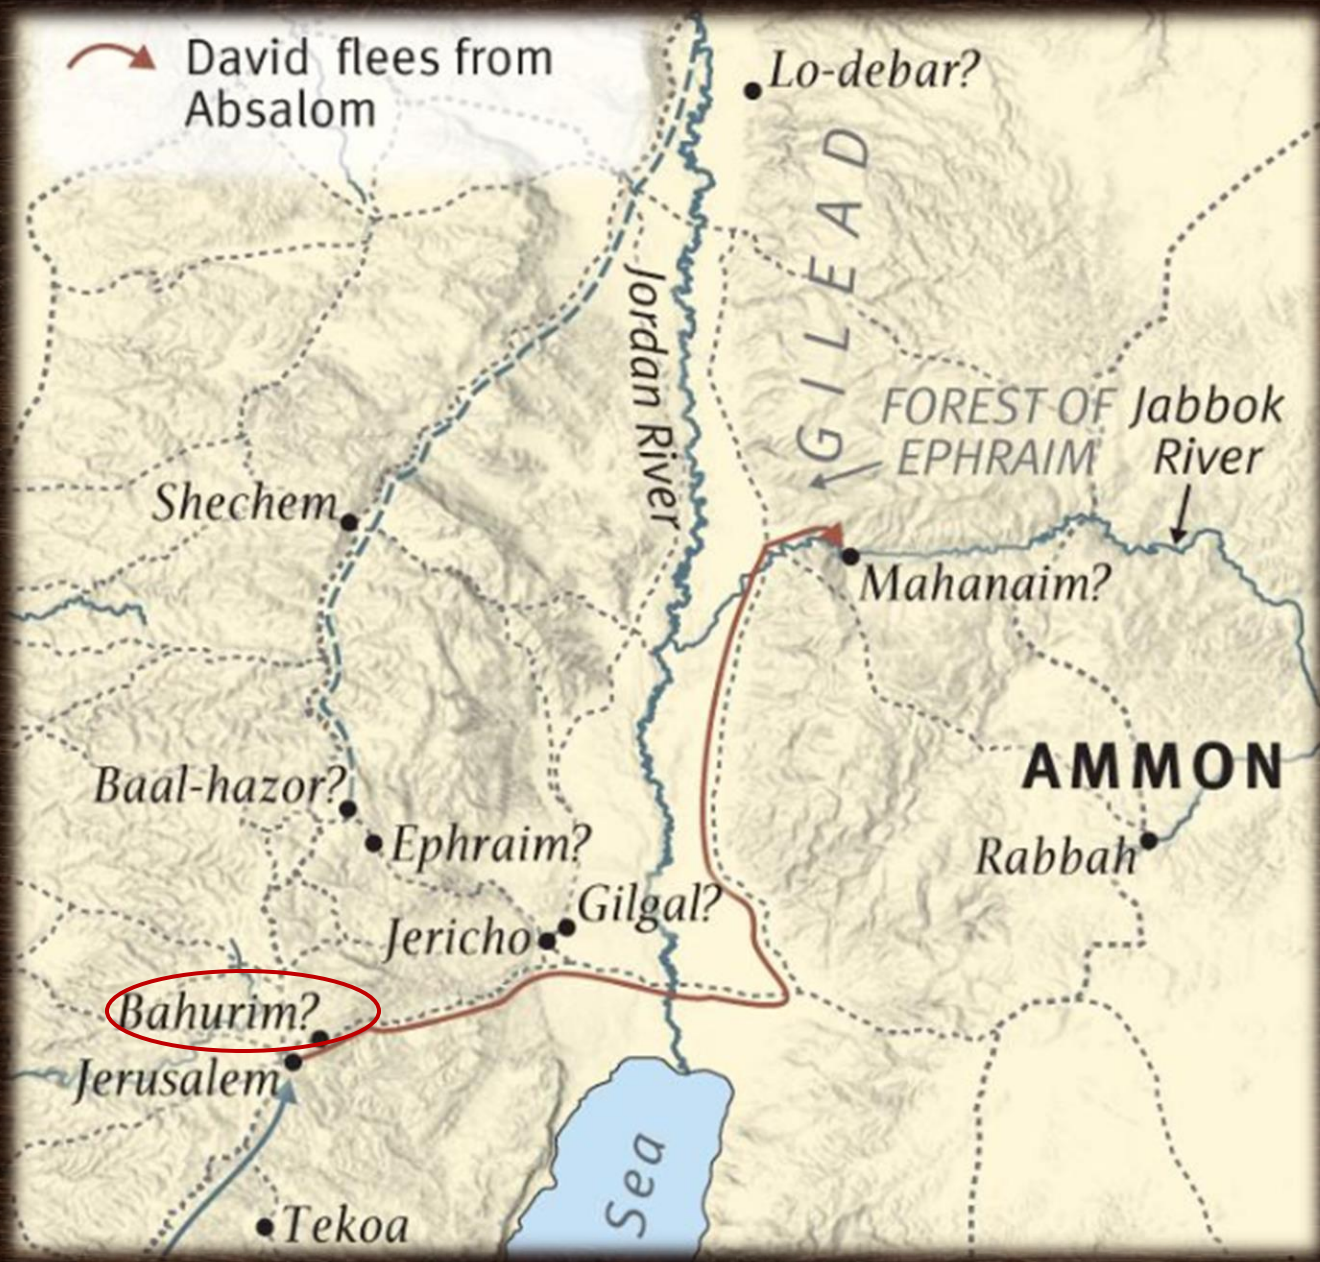 David flees from
Absalom
Lo-debar?
GILEAD
Jordan River
FOREST OF
EPHRAIM
Jabbok
River
Shechem
Mahanaim?
AMMON
Baal-hazor?
Ephraim?
Rabbah
Gilgal?
Jericho
Bahurim?
Jerusalem
Sea
Tekoa